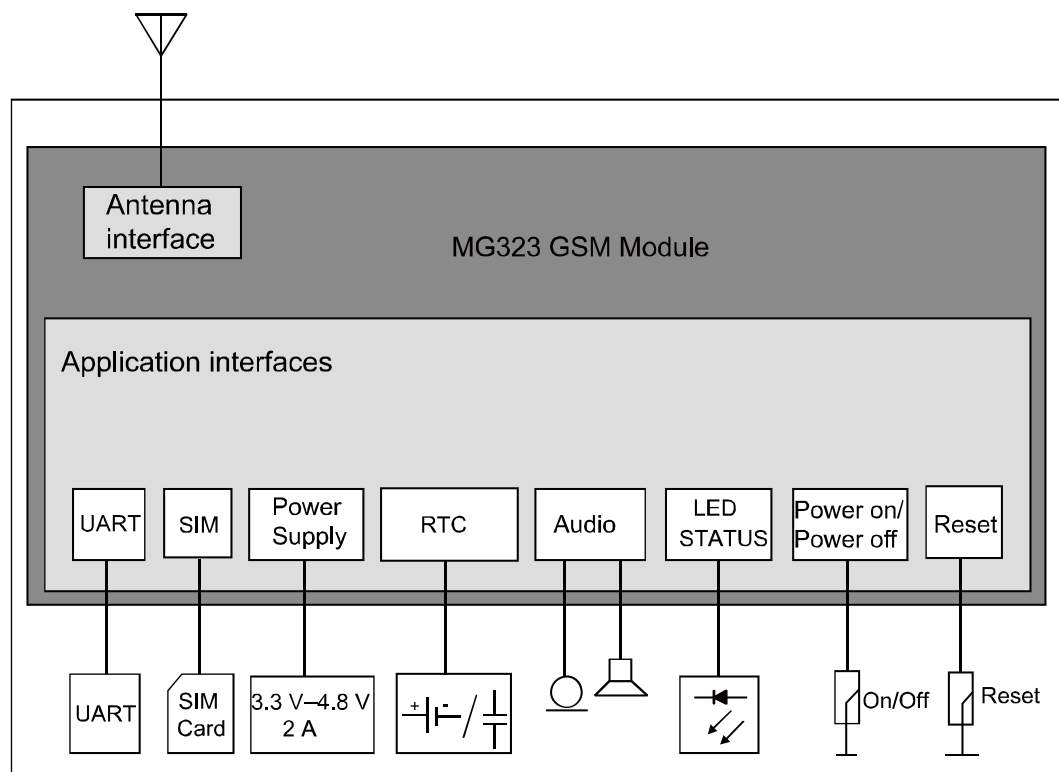 Antenna
interface
MG323 GSM Module
Application interfaces
UART
SIM
Power
Supply
RTC
Audio
LED
STATUS
Power on/
Power off
Reset
UART
SIM
Card
3.3 V–4.8 V
2 A
+
-
On/Off
Reset